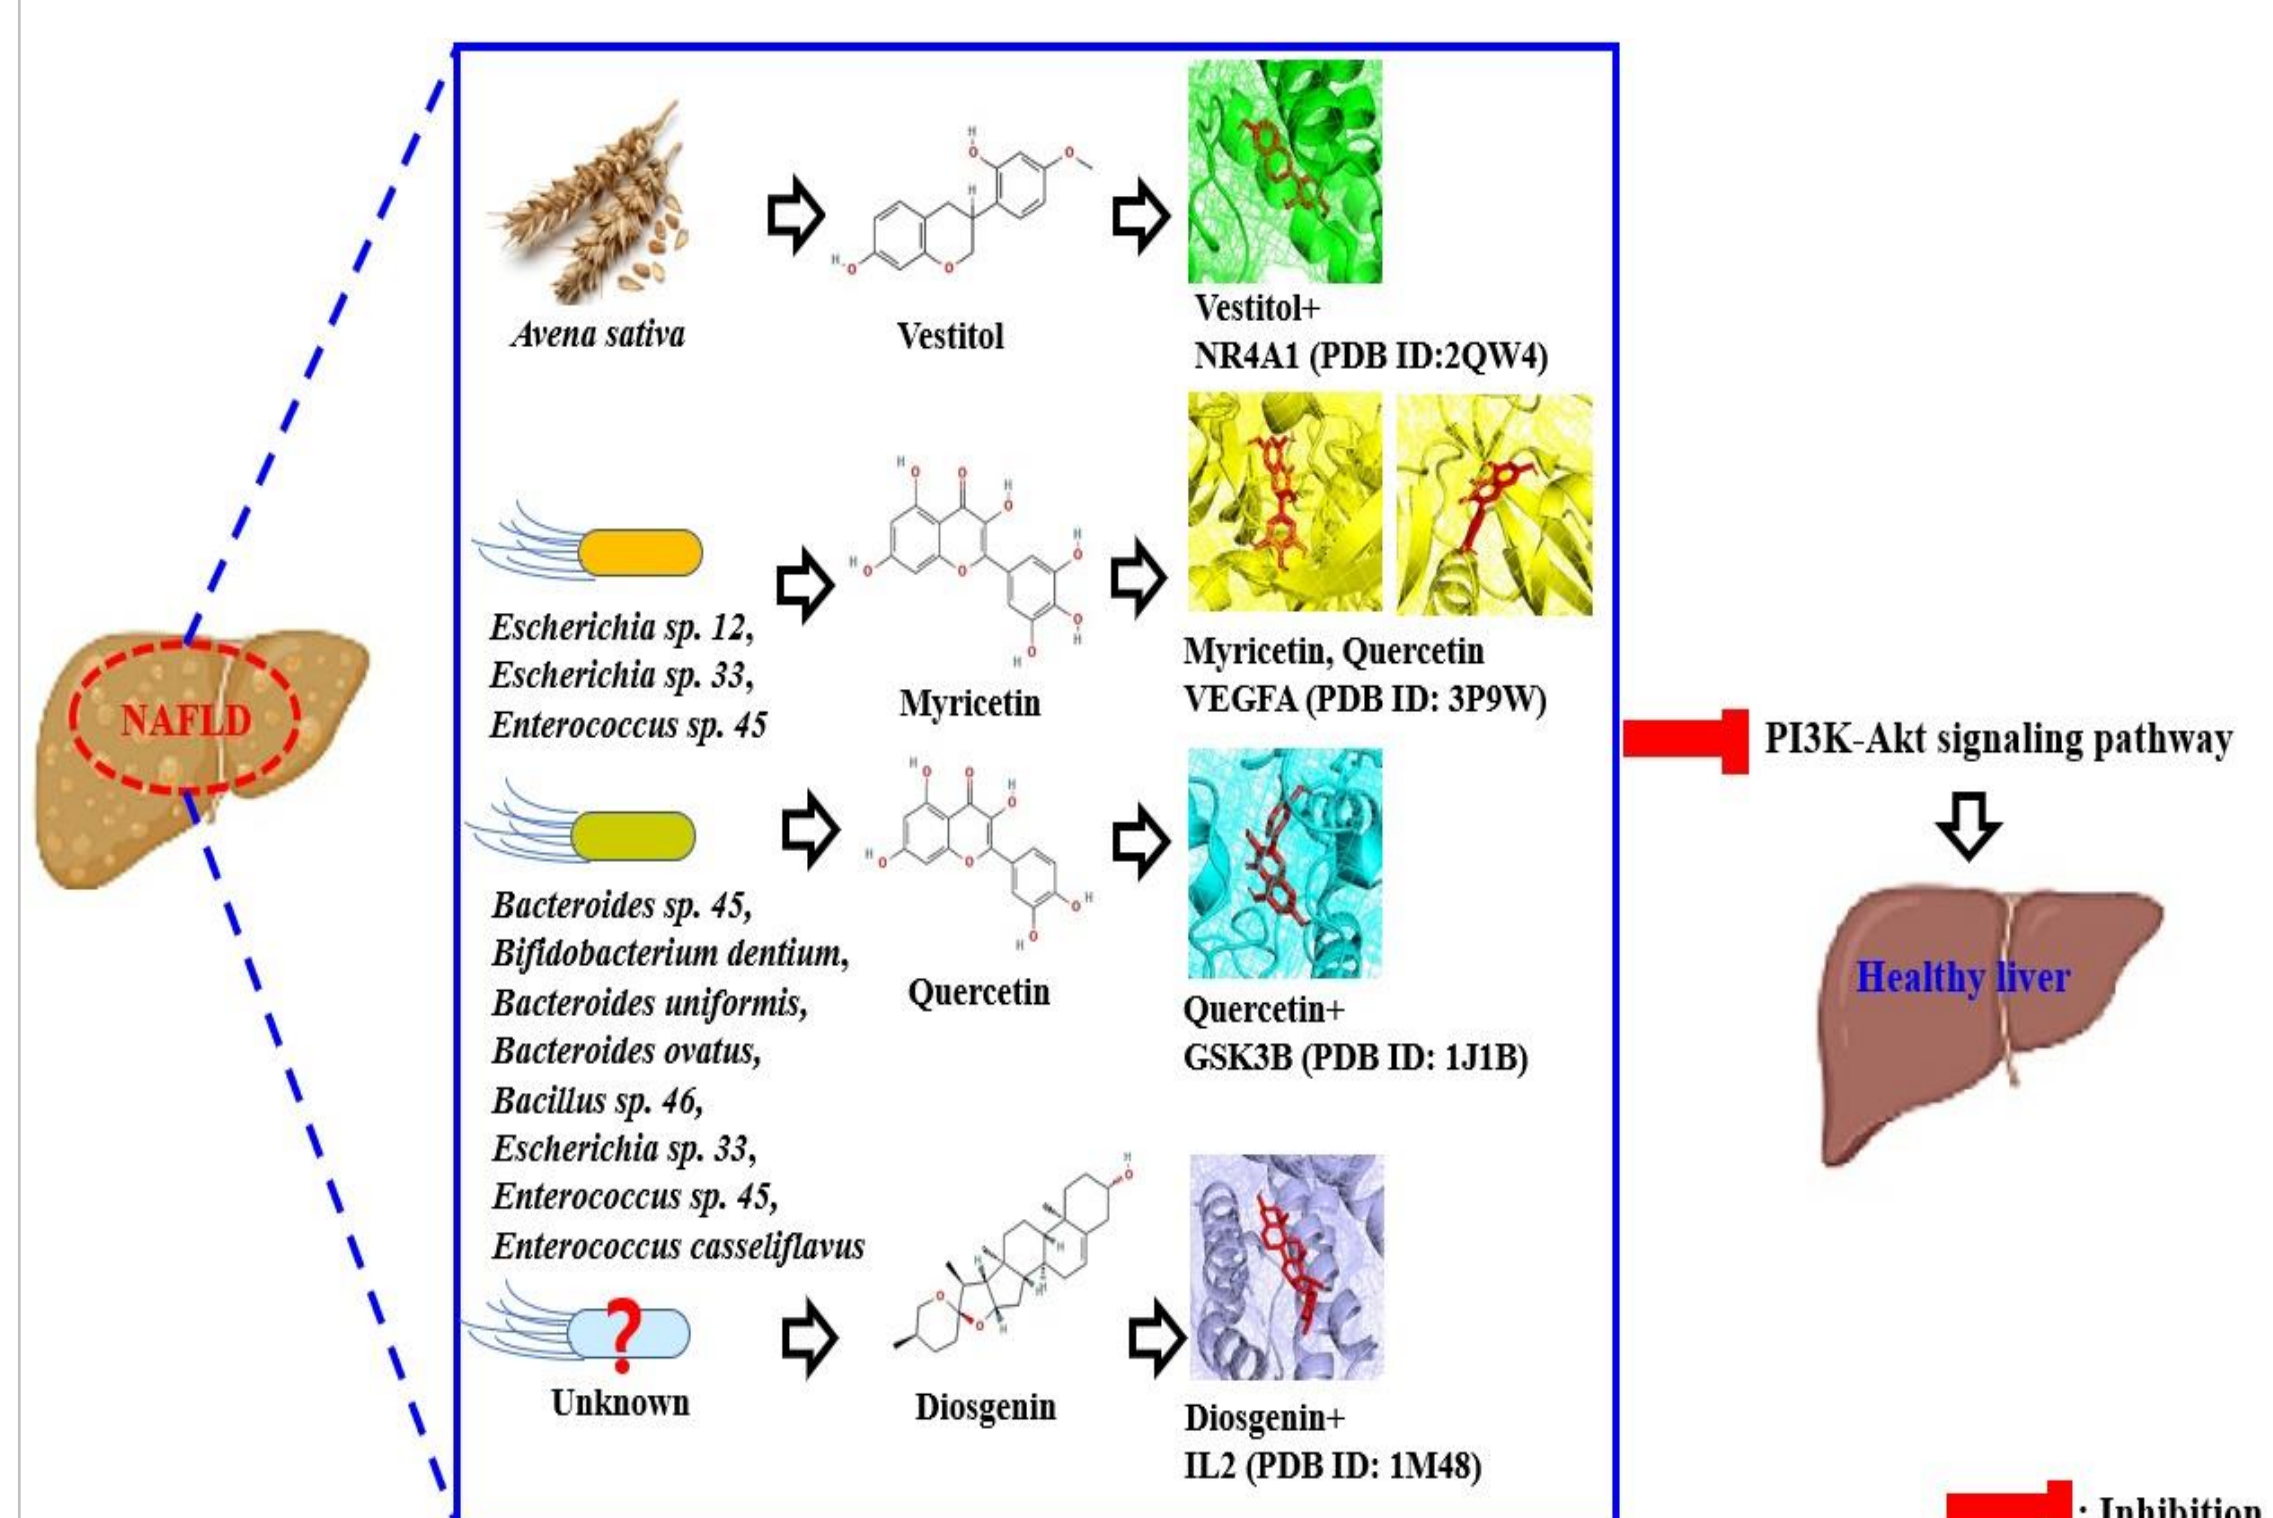 NAFLD
Avena sativa
Vestitol
Vestitol+
NR4A1 (PDB ID:2QW4)
Escherichia sp. 12,
Escherichia sp. 33,
Enterococcus sp. 45
Myricetin
Myricetin, Quercetin
VEGFA (PDB ID: 3P9W)
Bacteroides sp. 45,
Bifidobacterium dentium,
Bacteroides uniformis,
Bacteroides ovatus,
Bacillus sp. 46,
Escherichia sp. 33,
Enterococcus sp. 45,
Enterococcus casseliflavus
Quercetin
Quercetin+
GSK3B (PDB ID: 1J1B)
?
Unknown
Diosgenin
Diosgenin+
IL2 (PDB ID: 1M48)
PI3K-Akt signaling pathway
Healthy liver
: Inhibition